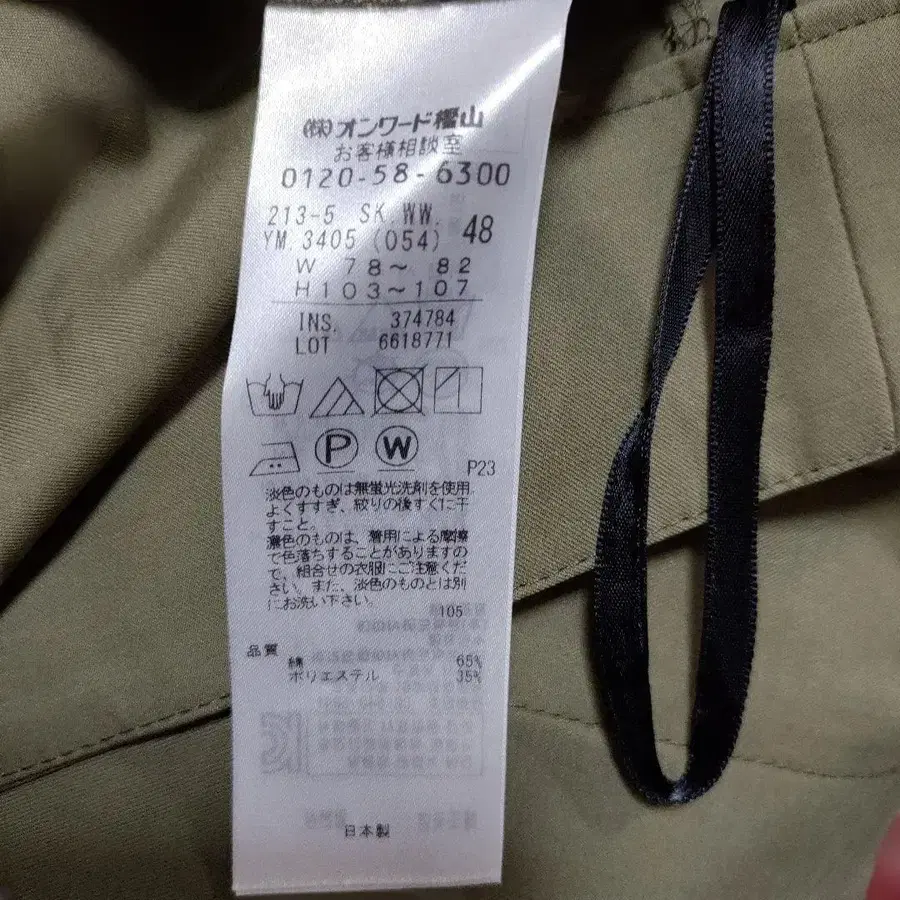 ㈱オンワード樫山
お客様相談室
0120-58-6300
213-5 SK.WW.
YM.3405 (054) 48
W 78～ 82
H103～107
INS. 374784
LOT 6618771
P
W
P23
淡色のものは無蛍光洗剤を使用。
よくすすぎ、絞りの後すぐに干
すこと。
濃色のものは、着用による摩擦
で色落ちすることがありますの
で、組合せの衣服にご注意くだ
さい。また、淡色のものとは別
にお洗い下さい。
105
品質
綿 65%
ポリエステル 35%
日本製